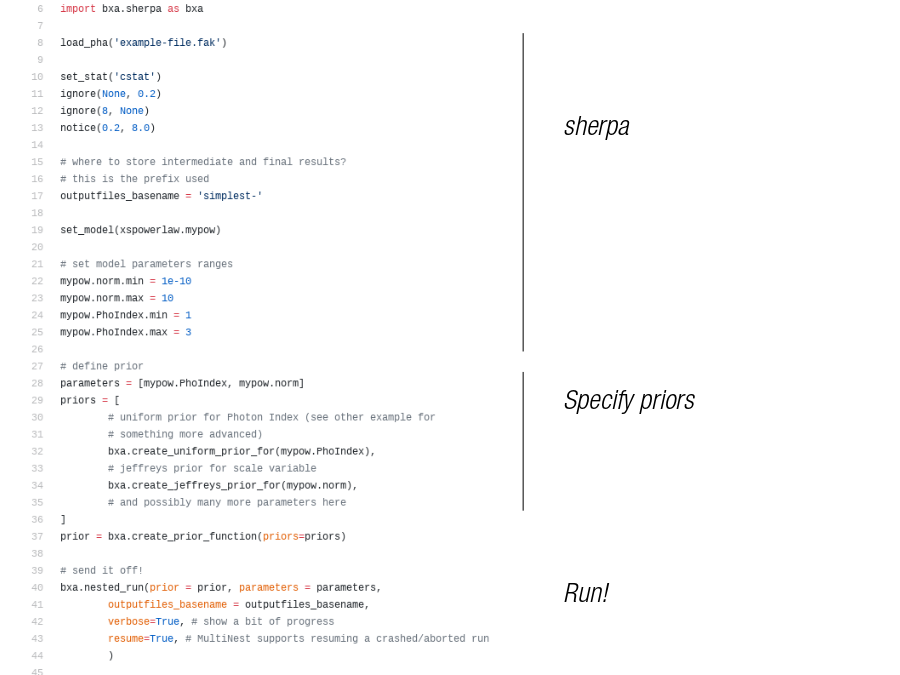 6 import bxa.sherpa as bxa
7
8 load_pha('example-file.fak')
9
10 set_stat('cstat')
11 ignore(None, 0.2)
12 ignore(8, None)
13 notice(0.2, 8.0)
14
15 # where to store intermediate and final results?
16 # this is the prefix used
17 outputfiles_basename = 'simplest-'
18
19 set_model(xspowerlaw.mypow)
20
21 # set model parameters ranges
22 mypow.norm.min = 1e-10
23 mypow.norm.max = 10
24 mypow.PhoIndex.min = 1
25 mypow.PhoIndex.max = 3
26
27 # define prior
28 parameters = [mypow.PhoIndex, mypow.norm]
29 priors = [
30         # uniform prior for Photon Index (see other example for
31         # something more advanced)
32         bxa.create_uniform_prior_for(mypow.PhoIndex),
33         # jeffreys prior for scale variable
34         bxa.create_jeffreys_prior_for(mypow.norm),
35         # and possibly many more parameters here
36 ]
37 prior = bxa.create_prior_function(priors=priors)
38
39 # send it off!
40 bxa.nested_run(prior = prior, parameters = parameters,
41         outputfiles_basename = outputfiles_basename,
42         verbose=True, # show a bit of progress
43         resume=True, # MultiNest supports resuming a crashed/aborted run
44         )
45
sherpa
Specify priors
Run!